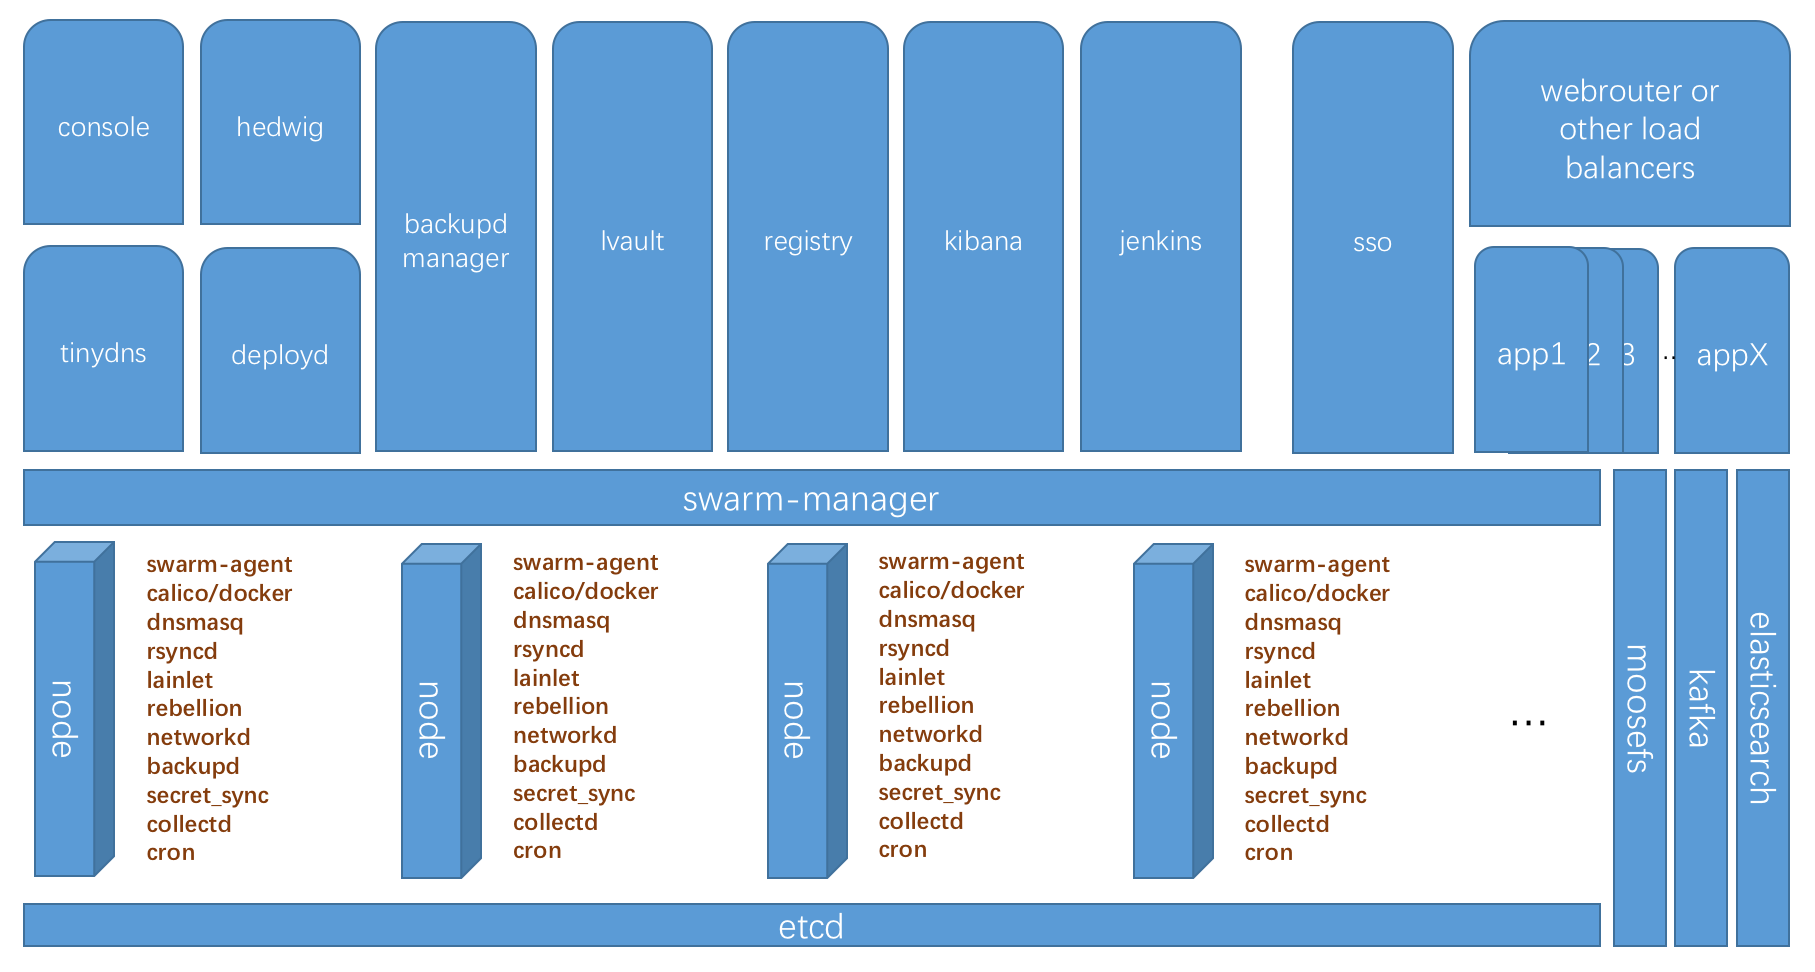 console
hedwig
backupd
manager
lvault
registry
kibana
jenkins
sso
webrouter or
other load
balancers
tinydns
deployd
app1
2
3
..
appX
swarm-manager
node
swarm-agent
calico/docker
dnsmasq
rsyncd
lainlet
rebellion
networkd
backupd
secret_sync
collectd
cron
node
swarm-agent
calico/docker
dnsmasq
rsyncd
lainlet
rebellion
networkd
backupd
secret_sync
collectd
cron
node
swarm-agent
calico/docker
dnsmasq
rsyncd
lainlet
rebellion
networkd
backupd
secret_sync
collectd
cron
node
swarm-agent
calico/docker
dnsmasq
rsyncd
lainlet
rebellion
networkd
backupd
secret_sync
collectd
cron
...
moosefs
kafka
elasticsearch
etcd